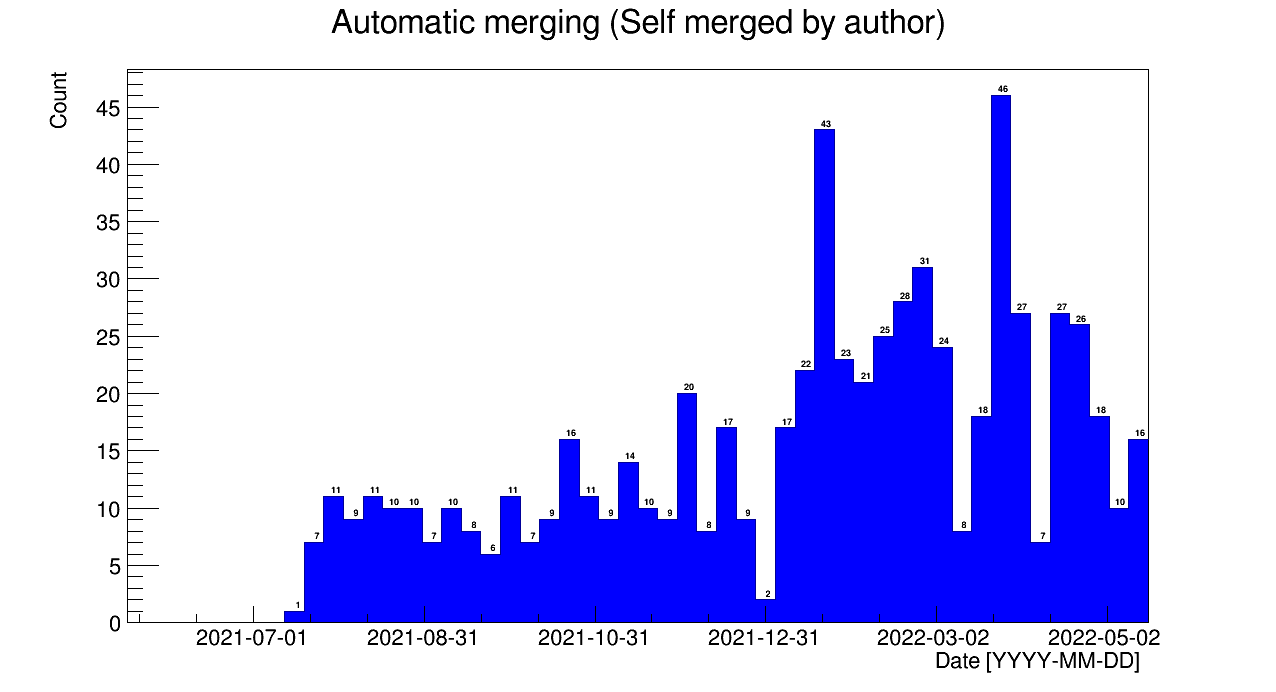 Automatic merging (Self merged by author)
Count
45
40
35
30
25
20
15
10
5
0
1 7 11 9 11 10 10 7 10 8 6 11 7 9 16 11 9 14 10 9 20 8 17 9 2 17 22 43 23 21 25 28 31 24 8 18 46 27 7 27 26 18 10 16
2021-07-01 2021-08-31 2021-10-31 2021-12-31 2022-03-02 2022-05-02
Date [YYYY-MM-DD]